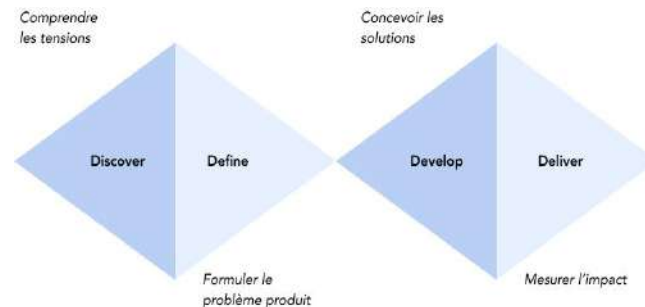 Comprendre
les tensions
Concevoir les
solutions
Discover
Define
Develop
Deliver
Formuler le
problème produit
Mesurer l'impact